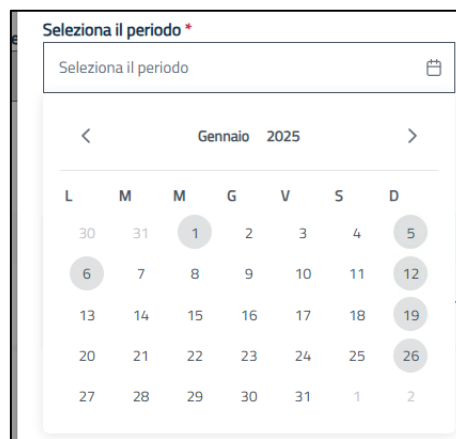 Seleziona il periodo *
Seleziona il periodo
Gennaio 2025
L M M G V S D
30 31 1 2 3 4 5
6 7 8 9 10 11 12
13 14 15 16 17 18 19
20 21 22 23 24 25 26
27 28 29 30 31 1 2